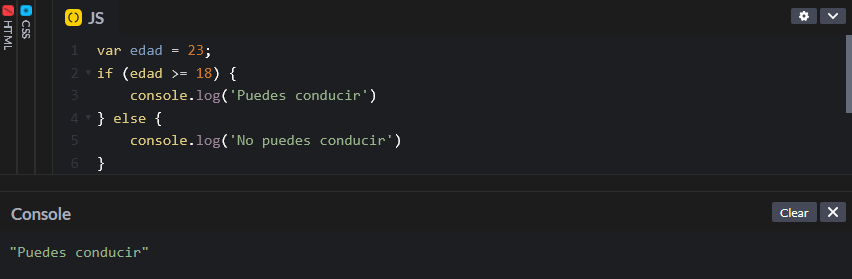 HTML
CSS
JS
1 var edad = 23;
2 if (edad >= 18) {
3     console.log('Puedes conducir')
4 } else {
5     console.log('No puedes conducir')
6 }
Console
Clear
"Puedes conducir"